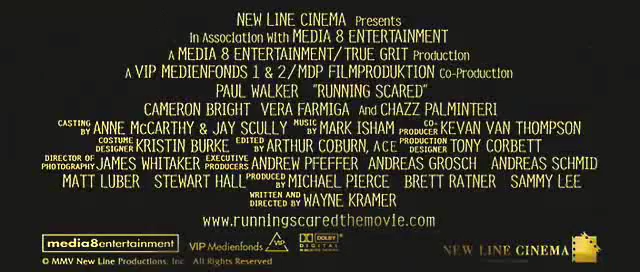 NEW LINE CINEMA Presents
In Association With MEDIA 8 ENTERTAINMENT
A MEDIA 8 ENTERTAINMENT/TRUE GRIT Production
A VIP MEDIENFONDS 1 & 2/MDP FILMPRODUKTION Co-Production
PAUL WALKER "RUNNING SCARED"
CAMERON BRIGHT VERA FARMIGA And CHAZZ PALMINTERI
CASTING BY ANNE McCARTHY & JAY SCULLY MUSIC BY MARK ISHAM CO-PRODUCER KEVAN VAN THOMPSON
COSTUME DESIGNER KRISTIN BURKE EDITED BY ARTHUR COBURN, ACE PRODUCTION DESIGNER TONY CORBETT
DIRECTOR OF PHOTOGRAPHY JAMES WHITAKER EXECUTIVE PRODUCERS ANDREW PFEFFER ANDREAS GROSCH ANDREAS SCHMID
MATT LUBER STEWART HALL PRODUCED BY MICHAEL PIERCE BRETT RATNER SAMMY LEE
WRITTEN AND DIRECTED BY WAYNE KRAMER
www.runningscaredthemovie.com
media8entertainment VIP Medienfonds VIP DOLBY DIGITAL NEW LINE CINEMA
© MMV New Line Productions, Inc. All Rights Reserved